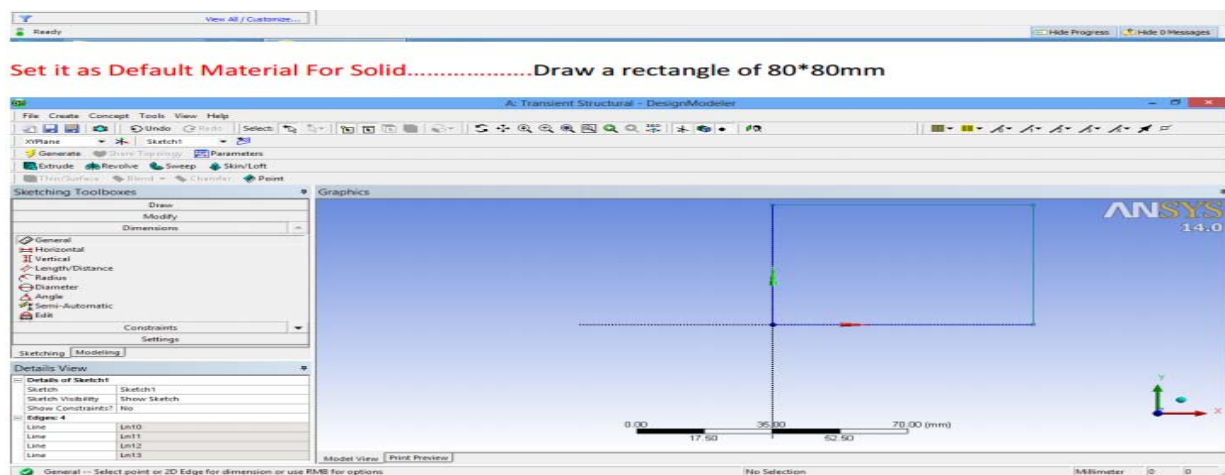 View All / Customize...
Ready
Hide Progress
Hide 0 Messages
Set it as Default Material For Solid...................Draw a rectangle of 80*80mm
A: Transient Structural - DesignModeler
File Create Concept Tools View Help
Undo Redo Select:
XYPlane Sketch1
Generate Share Topology Parameters
Extrude Revolve Sweep Skin/Loft
Thin/Surface Blend Chamfer Point
Sketching Toolboxes
Draw
Modify
Dimensions
General
Horizontal
Vertical
Length/Distance
Radius
Diameter
Angle
Semi-Automatic
Edit
Constraints
Settings
Sketching Modeling
Details View
Details of Sketch1
Sketch Sketch1
Sketch Visibility Show Sketch
Show Constraints? No
Edges: 4
Line Ln10
Line Ln11
Line Ln12
Line Ln13
Graphics
ANSYS
14.0
0.00 35.00 70.00 (mm)
17.50 52.50
Y
X
Model View Print Preview
General -- Select point or 2D Edge for dimension or use RMB for options
No Selection
Millimeter 0 0